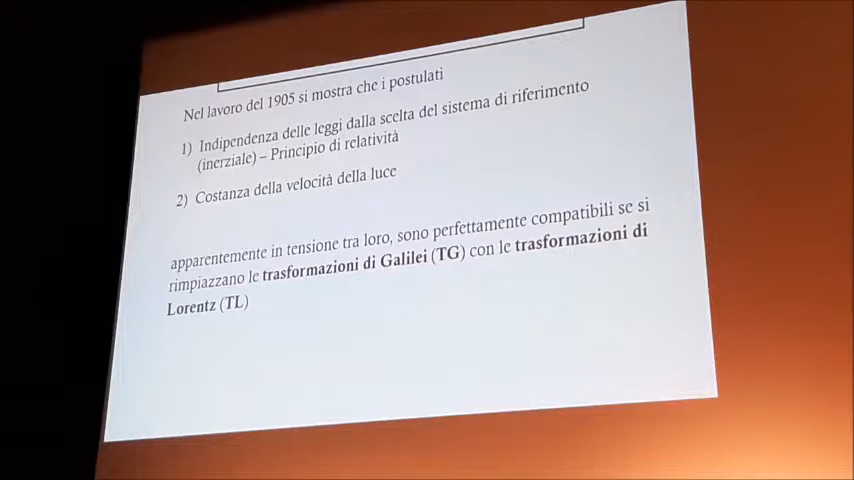 Nel lavoro del 1905 si mostra che i postulati
1) Indipendenza delle leggi dalla scelta del sistema di riferimento
(inerziale) – Principio di relatività
2) Costanza della velocità della luce
apparentemente in tensione tra loro, sono perfettamente compatibili se si
rimpiazzano le trasformazioni di Galilei (TG) con le trasformazioni di
Lorentz (TL)